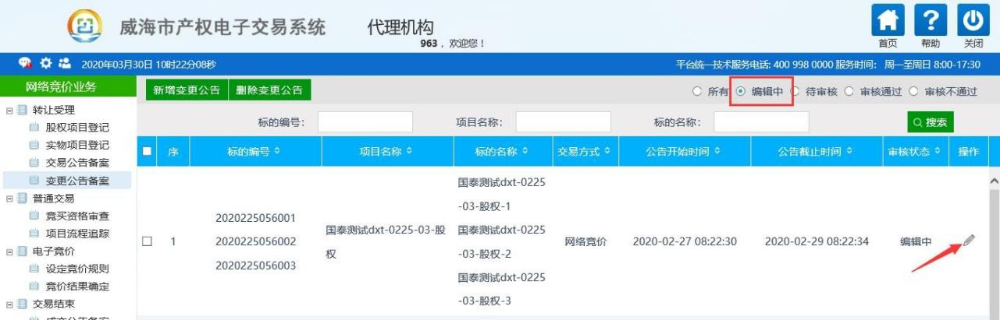 威海市产权电子交易系统
代理机构
963，欢迎您！
首页
帮助
关闭
2020年03月30日 10时22分08秒
平台统一技术服务电话: 400 998 0000 服务时间: 周一至周日 8:00-17:30
网络竞价业务
转让受理
股权项目登记
实物项目登记
交易公告备案
变更公告备案
普通交易
竞买资格审查
项目流程追踪
电子竞价
设定竞价规则
竞价结果确定
交易结束
成交公告备案
新增变更公告 删除变更公告
所有 编辑中 待审核 审核通过 审核不通过
标的编号: 项目名称: 标的名称: 搜索
序 标的编号 项目名称 标的名称 交易方式 公告开始时间 公告截止时间 审核状态 操作
1
2020225056001
2020225056002
2020225056003
国泰测试dxt-0225-03-股
权
国泰测试dxt-0225
-03-股权-1
国泰测试dxt-0225
-03-股权-2
国泰测试dxt-0225
-03-股权-3
网络竞价
2020-02-27 08:22:30
2020-02-29 08:22:34
编辑中